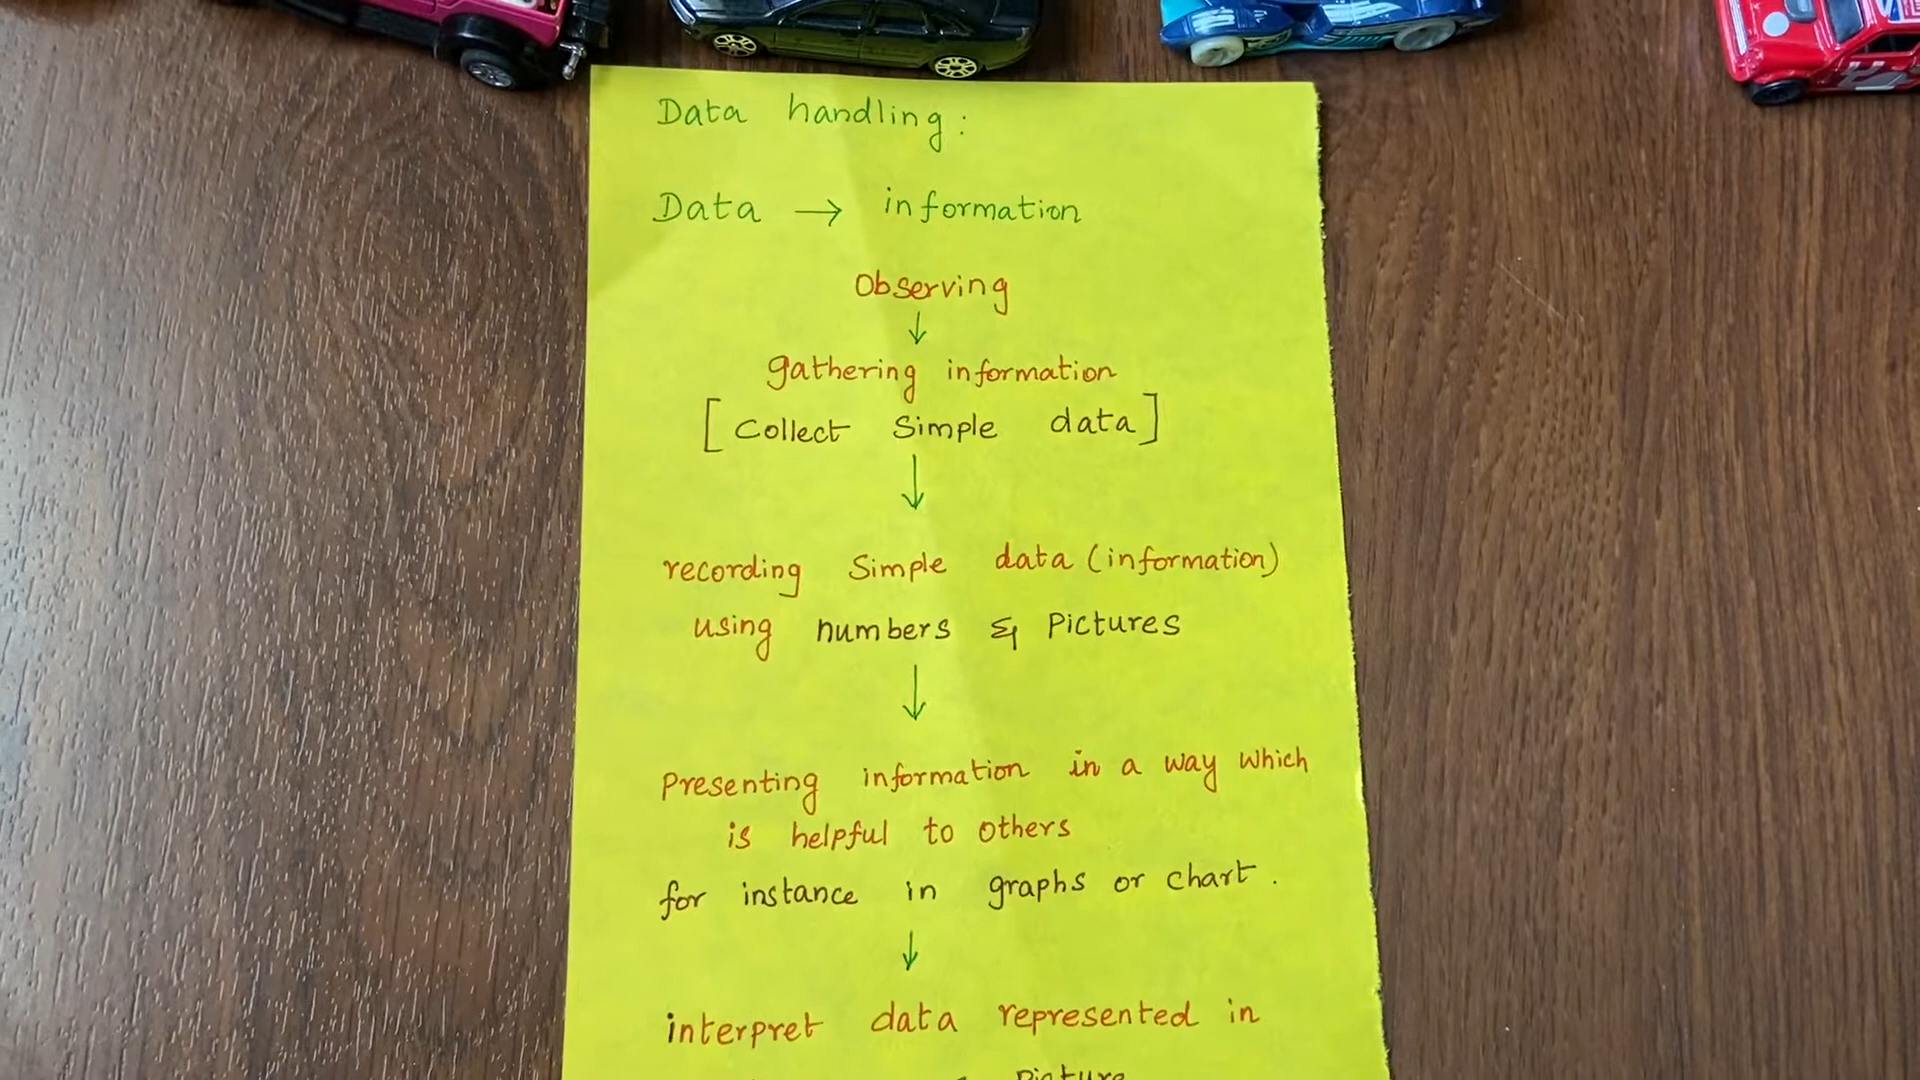 Data handling:
Data → information
Observing
↓
gathering information
[Collect Simple data]
↓
recording Simple data (information)
using numbers & Pictures
↓
Presenting information in a way which
is helpful to others
for instance in graphs or chart.
↓
interpret data represented in
Picture